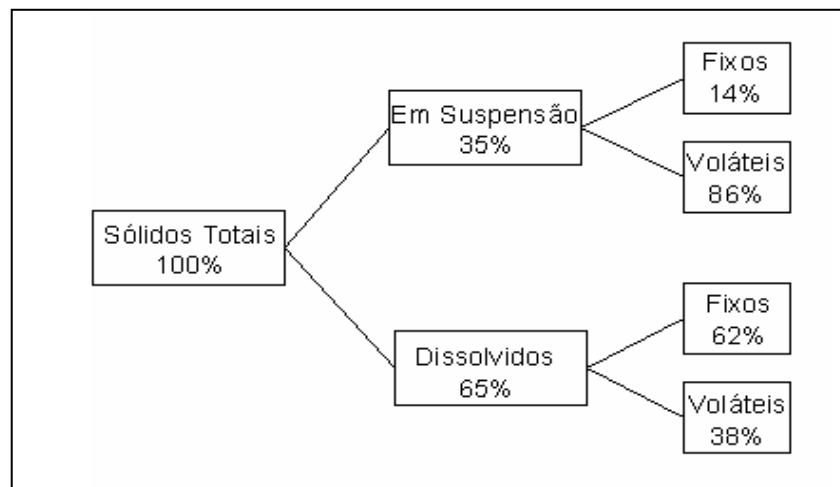 Sólidos Totais
100%
Em Suspensão
35%
Fixos
14%
Voláteis
86%
Dissolvidos
65%
Fixos
62%
Voláteis
38%